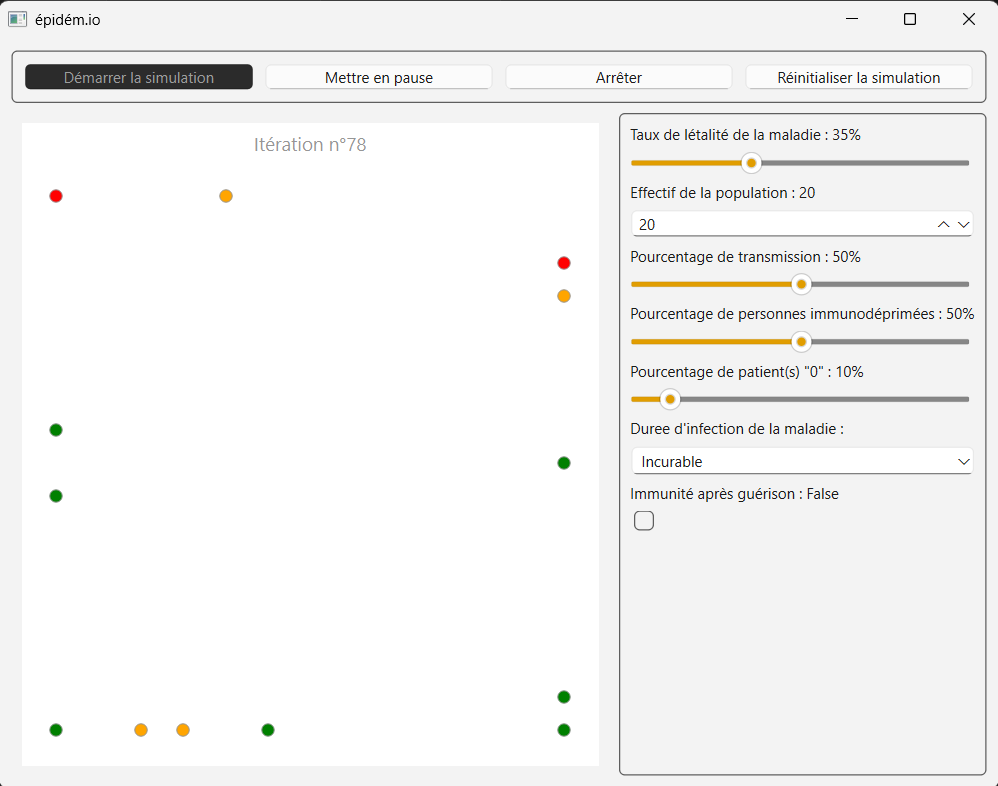 épidém.io
Démarrer la simulation
Mettre en pause
Arrêter
Réinitialiser la simulation
Itération n°78
Taux de létalité de la maladie : 35%
Effectif de la population : 20
20
Pourcentage de transmission : 50%
Pourcentage de personnes immunodéprimées : 50%
Pourcentage de patient(s) "0" : 10%
Duree d'infection de la maladie :
Incurable
Immunité après guérison : False